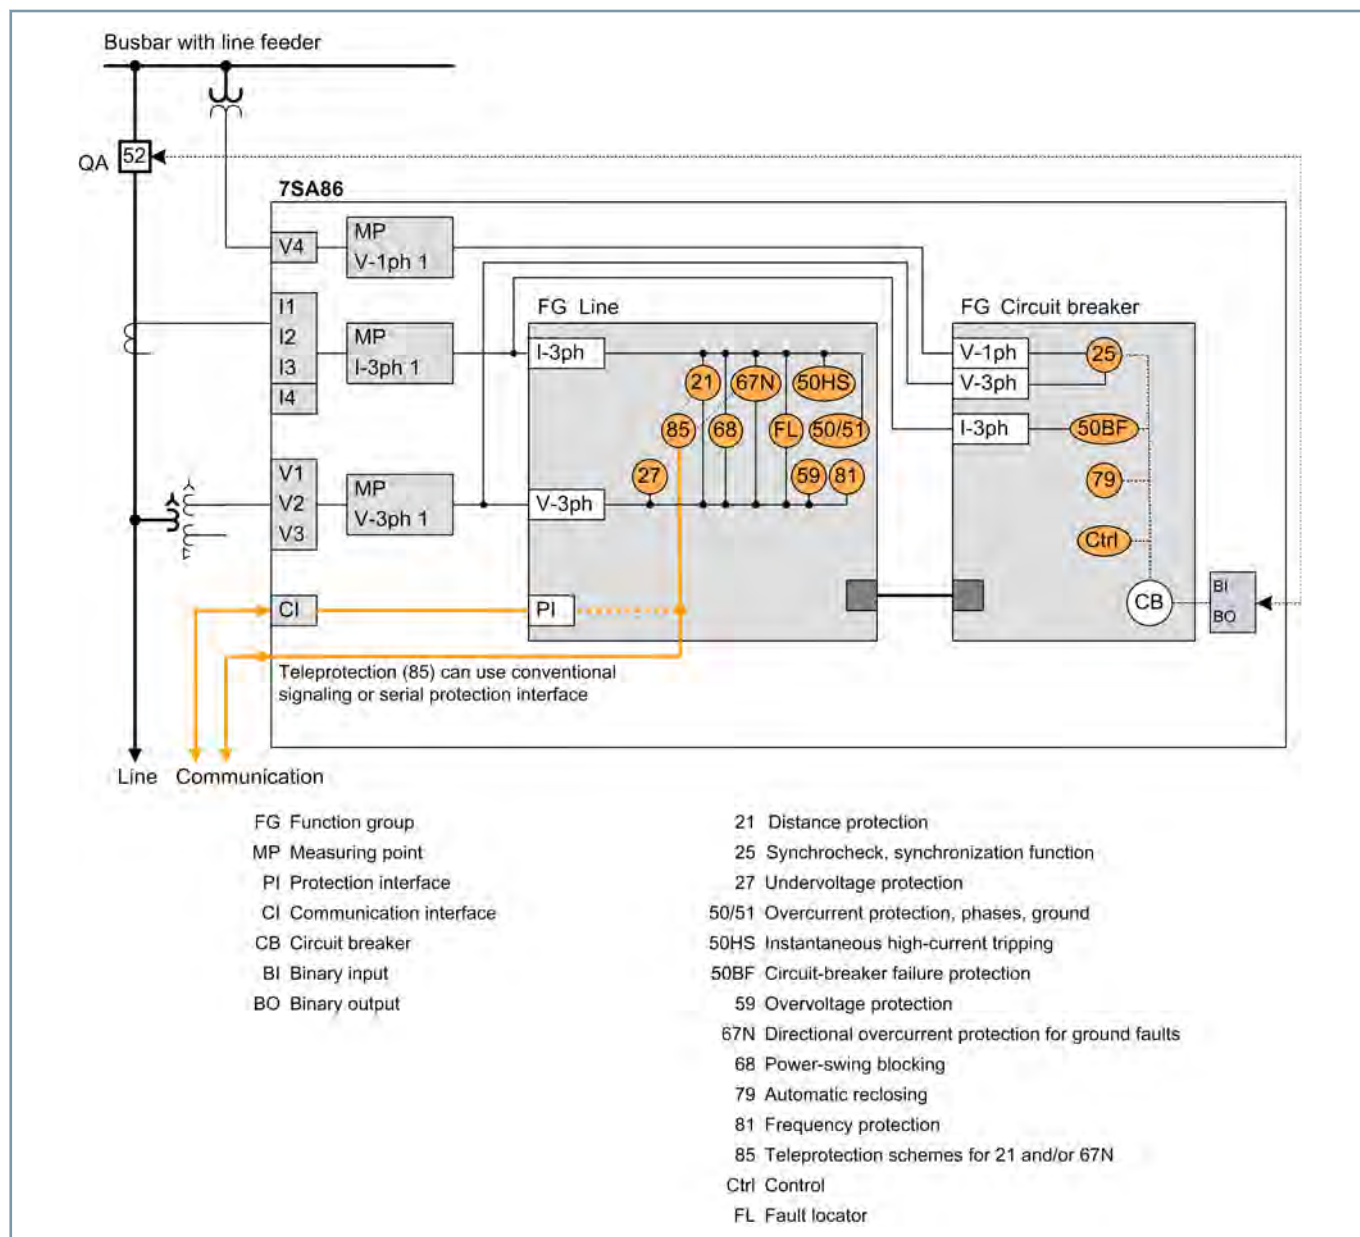 Busbar with line feeder
QA
52
7SA86
V4
MP
V-1ph 1
I1
I2
I3
I4
MP
I-3ph 1
V1
V2
V3
MP
V-3ph 1
CI
FG Line
I-3ph
21
67N
50HS
85
68
FL
50/51
27
59
81
V-3ph
PI
FG Circuit breaker
V-1ph
V-3ph
I-3ph
25
50BF
79
Ctrl
CB
BI
BO
Teleprotection (85) can use conventional
signaling or serial protection interface
Line
Communication
FG Function group
MP Measuring point
PI Protection interface
CI Communication interface
CB Circuit breaker
BI Binary input
BO Binary output
21 Distance protection
25 Synchrocheck, synchronization function
27 Undervoltage protection
50/51 Overcurrent protection, phases, ground
50HS Instantaneous high-current tripping
50BF Circuit-breaker failure protection
59 Overvoltage protection
67N Directional overcurrent protection for ground faults
68 Power-swing blocking
79 Automatic reclosing
81 Frequency protection
85 Teleprotection schemes for 21 and/or 67N
Ctrl Control
FL Fault locator